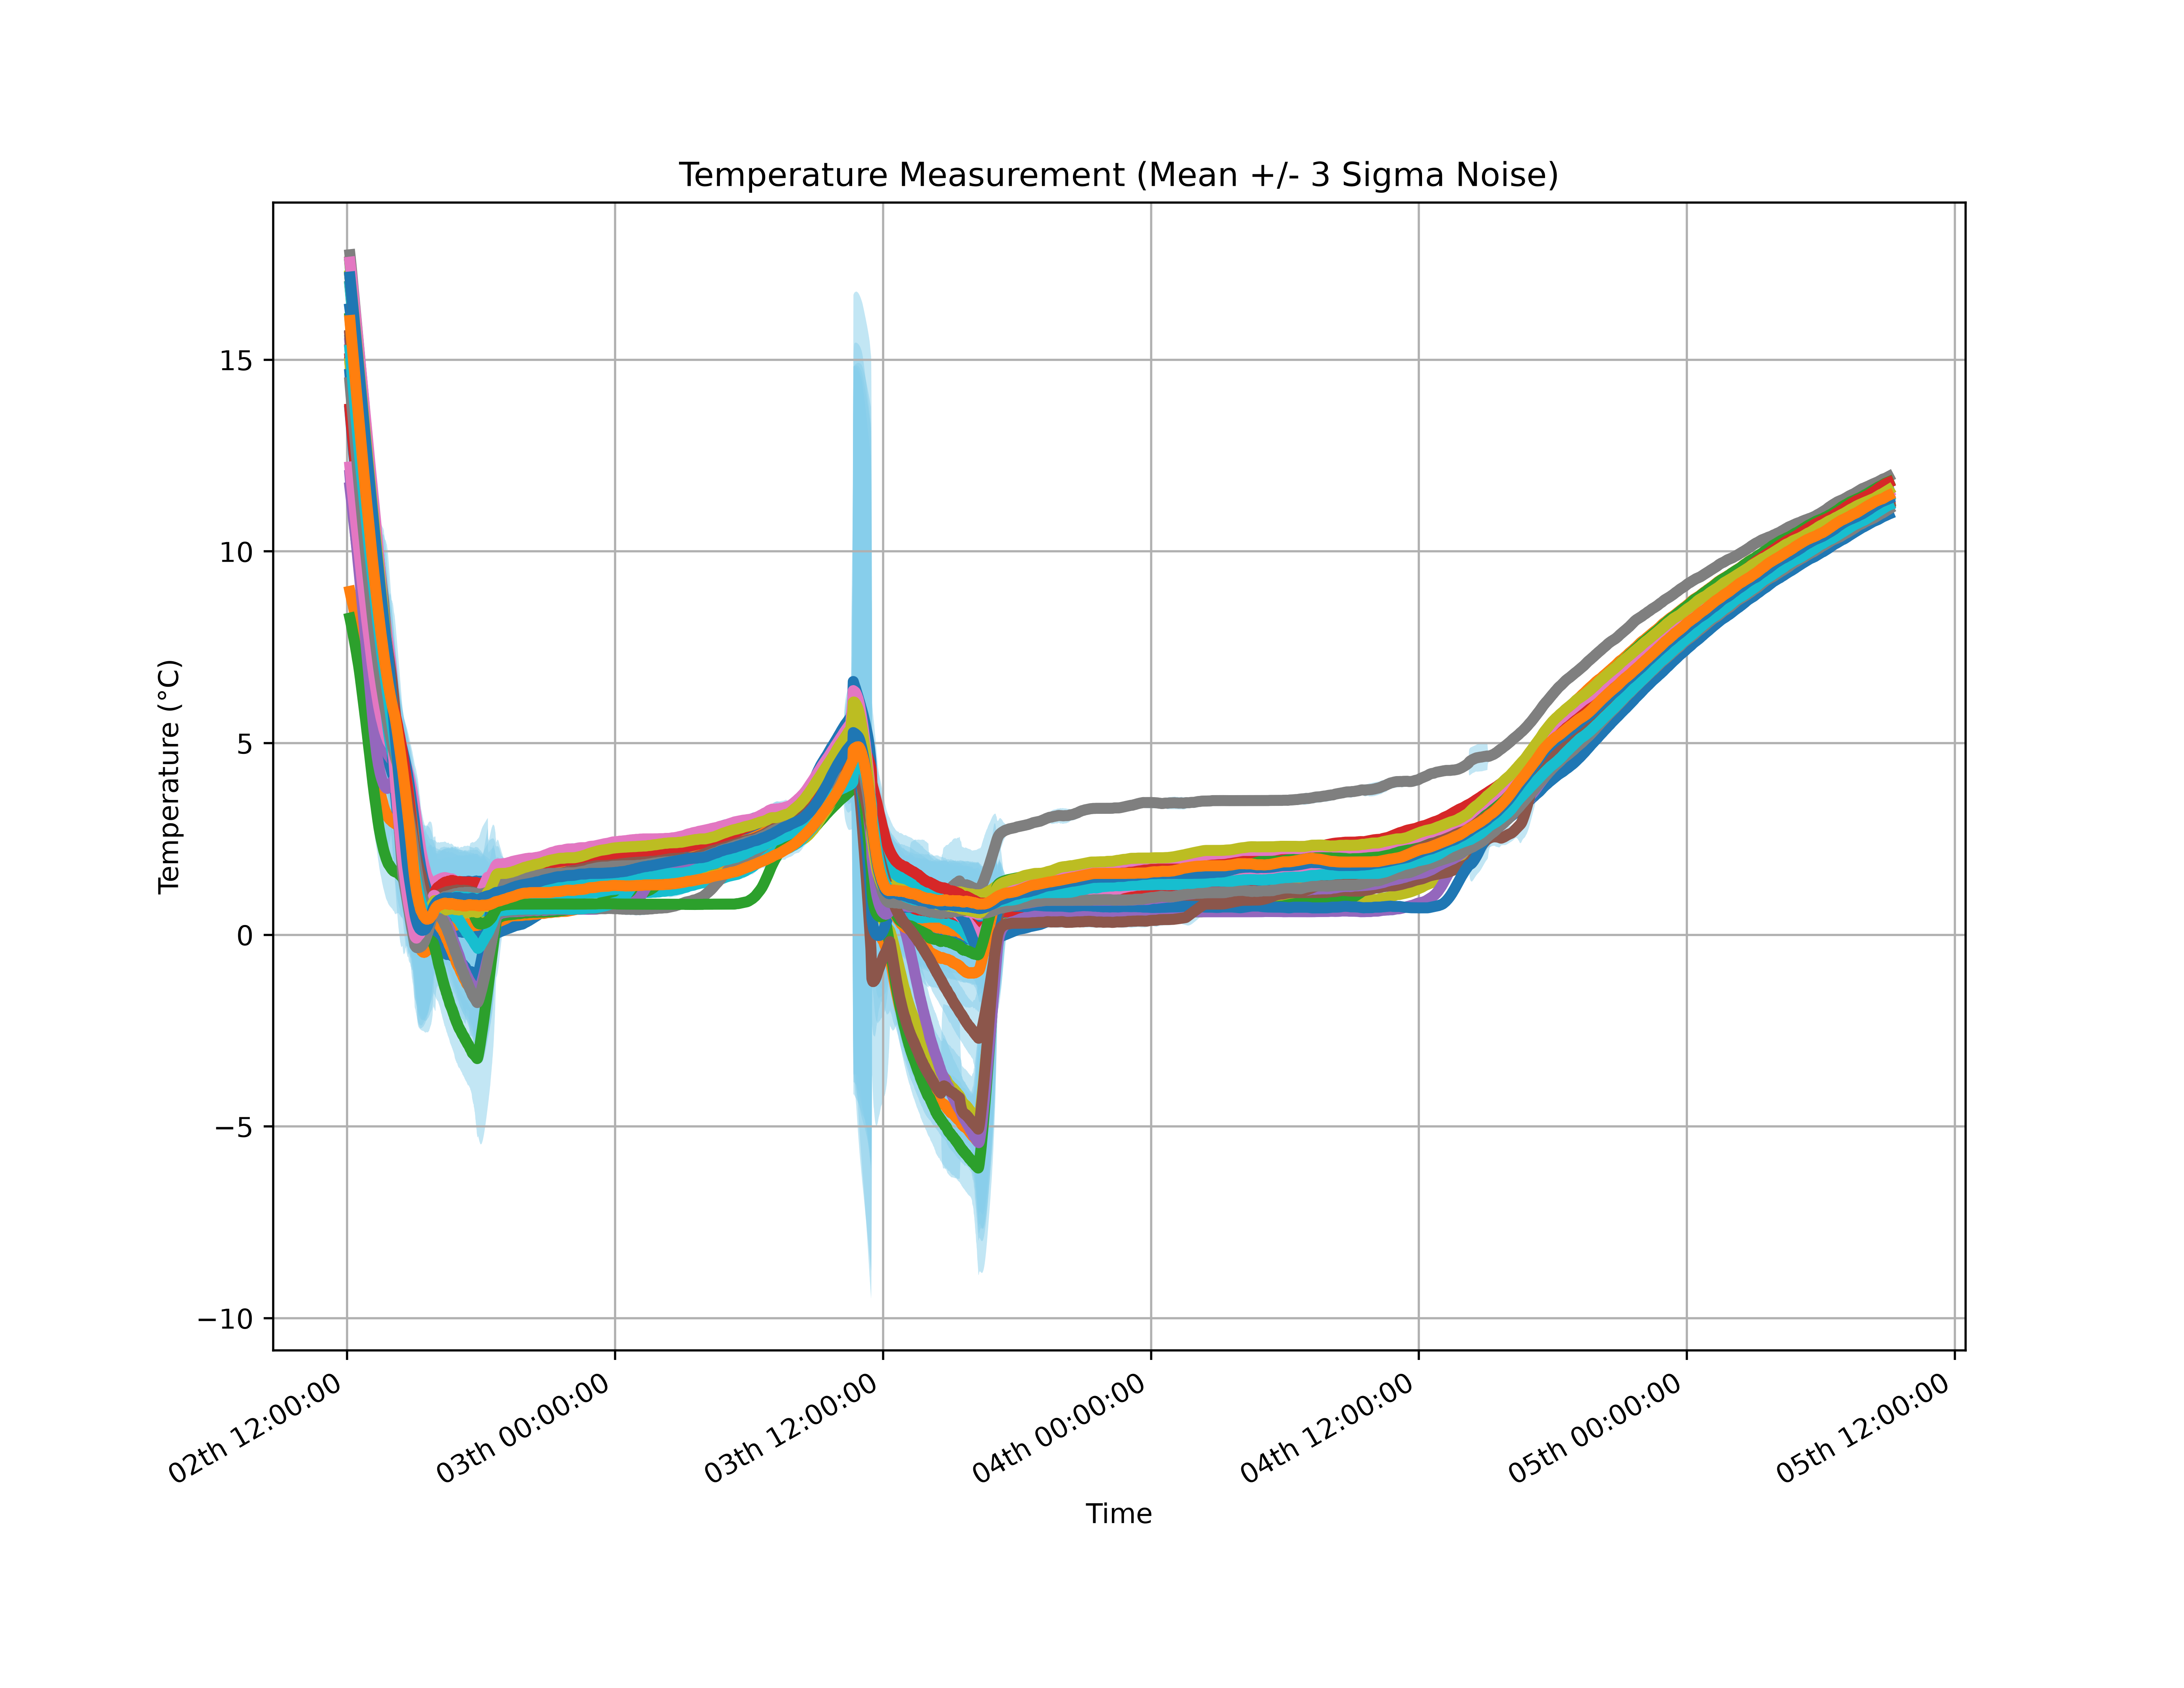 Temperature Measurement (Mean +/- 3 Sigma Noise)
Temperature (°C)
15
10
5
0
−5
−10
02th 12:00:00
03th 00:00:00
03th 12:00:00
04th 00:00:00
04th 12:00:00
05th 00:00:00
05th 12:00:00
Time